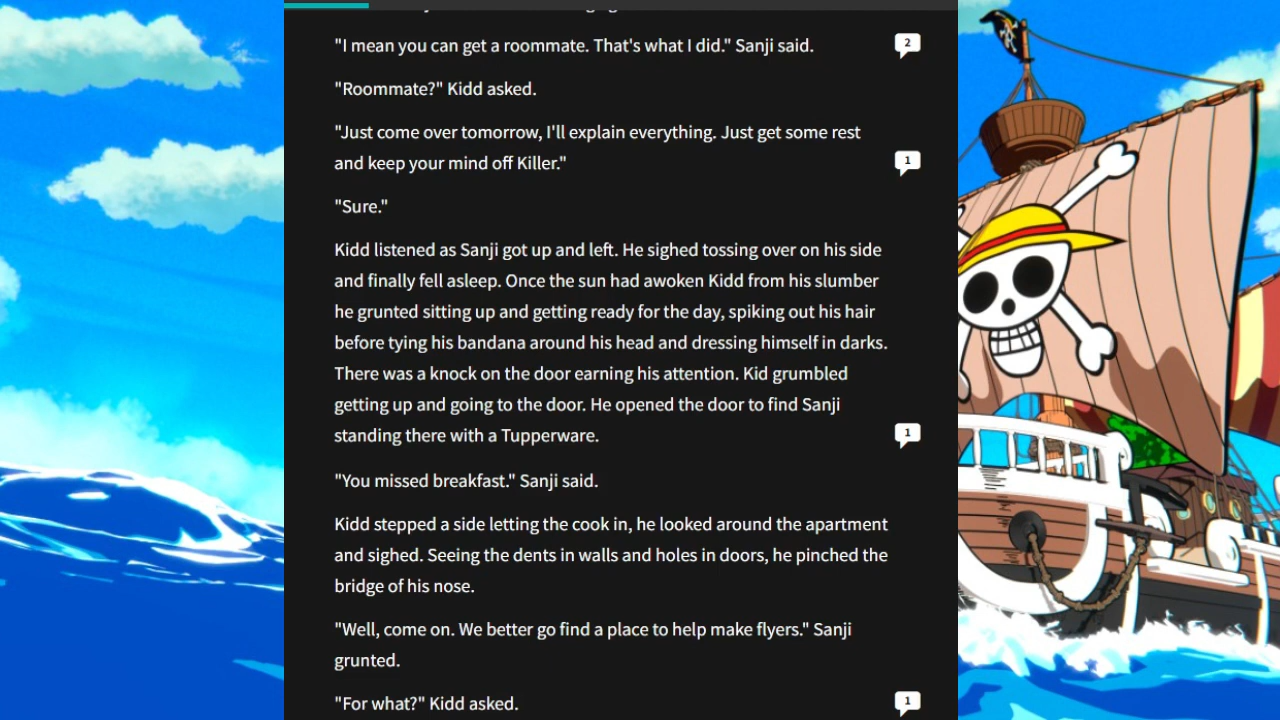 "I mean you can get a roommate. That's what I did." Sanji said.
2
"Roommate?" Kidd asked.
"Just come over tomorrow, I'll explain everything. Just get some rest
and keep your mind off Killer."
1
"Sure."
Kidd listened as Sanji got up and left. He sighed tossing over on his side
and finally fell asleep. Once the sun had awoken Kidd from his slumber
he grunted sitting up and getting ready for the day, spiking out his hair
before tying his bandana around his head and dressing himself in darks.
There was a knock on the door earning his attention. Kid grumbled
getting up and going to the door. He opened the door to find Sanji
standing there with a Tupperware.
1
"You missed breakfast." Sanji said.
Kidd stepped a side letting the cook in, he looked around the apartment
and sighed. Seeing the dents in walls and holes in doors, he pinched the
bridge of his nose.
"Well, come on. We better go find a place to help make flyers." Sanji
grunted.
"For what?" Kidd asked.
1